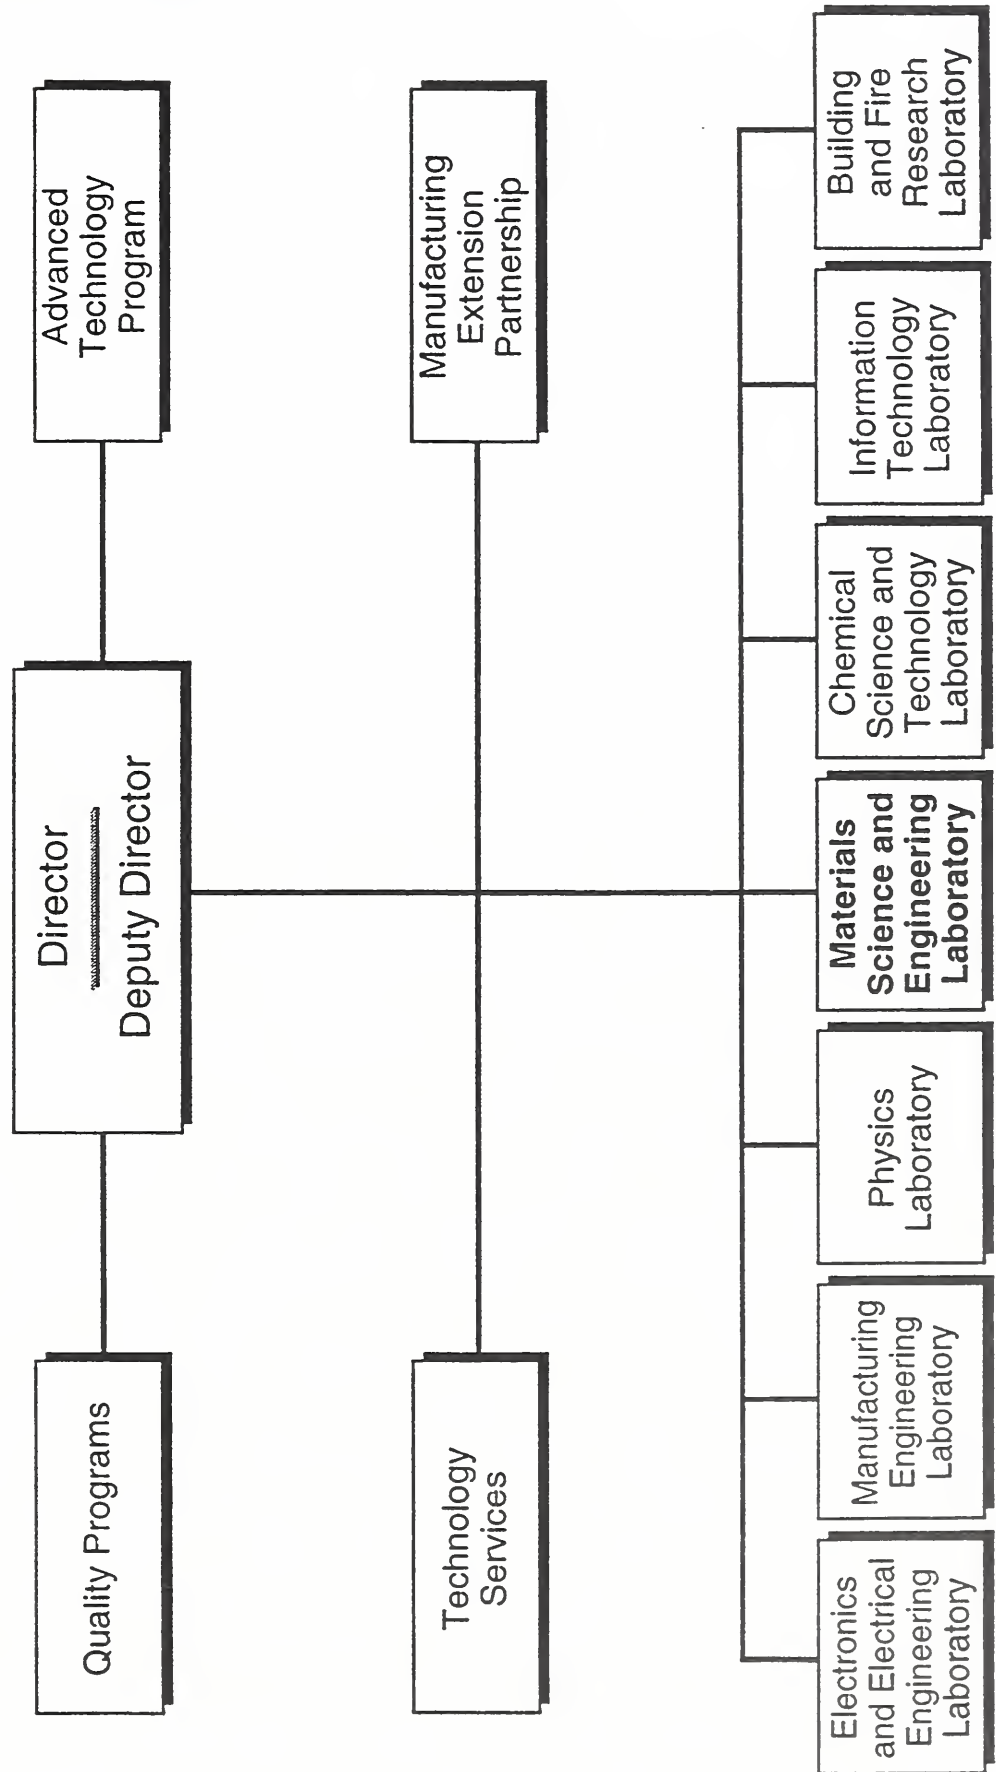 Director
Deputy Director
Quality Programs
Advanced
Technology
Program
Technology
Services
Manufacturing
Extension
Partnership
Electronics
and Electrical
Engineering
Laboratory
Manufacturing
Engineering
Laboratory
Physics
Laboratory
Materials
Science and
Engineering
Laboratory
Chemical
Science and
Technology
Laboratory
Information
Technology
Laboratory
Building
and Fire
Research
Laboratory